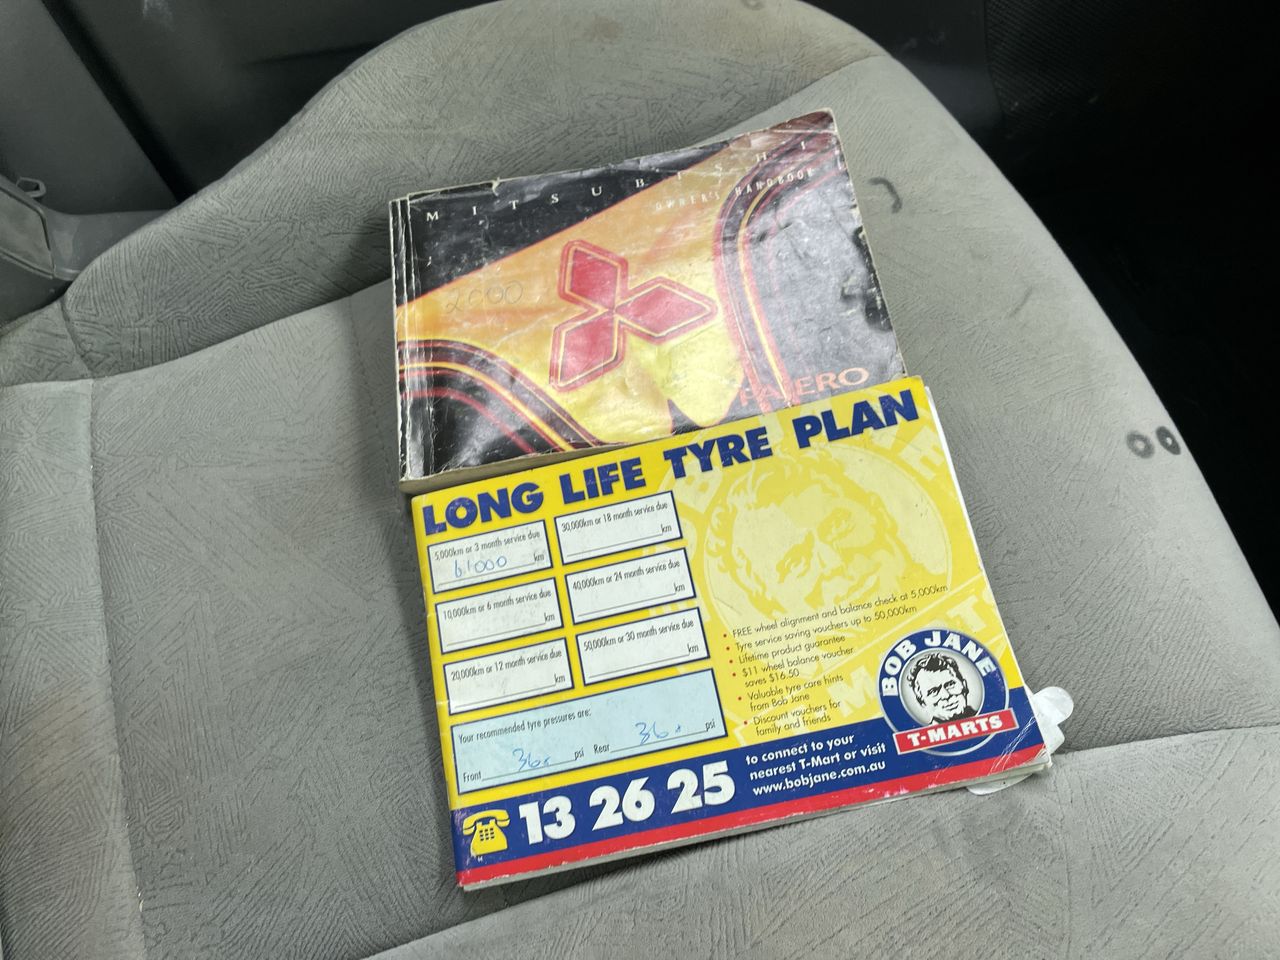 MITSUBISHI
OWNER'S HANDBOOK
2000
PAJERO
LONG LIFE TYRE PLAN
5,000km or 3 month service due
61000 km
30,000km or 18 month service due
km
10,000km or 6 month service due
km
40,000km or 24 month service due
km
20,000km or 12 month service due
km
50,000km or 30 month service due
km
Your recommended tyre pressures are:
Front 36 psi Rear 36 psi
• FREE wheel alignment and balance check at 5,000km
• Tyre service saving vouchers up to 50,000km
• Lifetime product guarantee
• $11 wheel balance voucher
saves $16.50
• Valuable tyre care hints
from Bob Jane
• Discount vouchers for
family and friends
BOB JANE
T-MARTS
13 26 25
to connect to your
nearest T-Mart or visit
www.bobjane.com.au